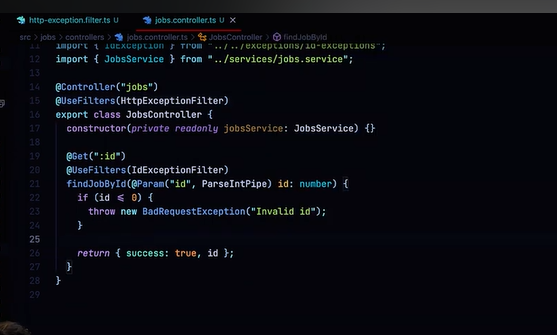 http-exception.filter.ts U
jobs.controller.ts U
src > jobs > controllers > jobs.controller.ts > JobsController > findJobById
11 import { IdException } from "../../exceptions/id-exceptions";
12 import { JobsService } from "../services/jobs.service";
13
14 @Controller("jobs")
15 @UseFilters(HttpExceptionFilter)
16 export class JobsController {
17 constructor(private readonly jobsService: JobsService) {}
18
19 @Get(":id")
20 @UseFilters(IdExceptionFilter)
21 findJobById(@Param("id", ParseIntPipe) id: number) {
22 if (id ⩽ 0) {
23 throw new BadRequestException("Invalid id");
24 }
25
26 return { success: true, id };
27 }
28 }
29